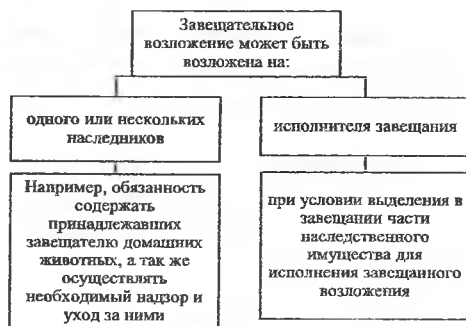 Завещательное
возложение может быть
возложена на:
одного или нескольких
наследников
исполнителя завещания
Например, обязанность
содержать
принадлежавших
завещателю домашних
животных, а так же
осуществлять
необходимый надзор и
уход за ними
при условии выделения в
завещании части
наследственного
имущества для
исполнения завещанного
возложения